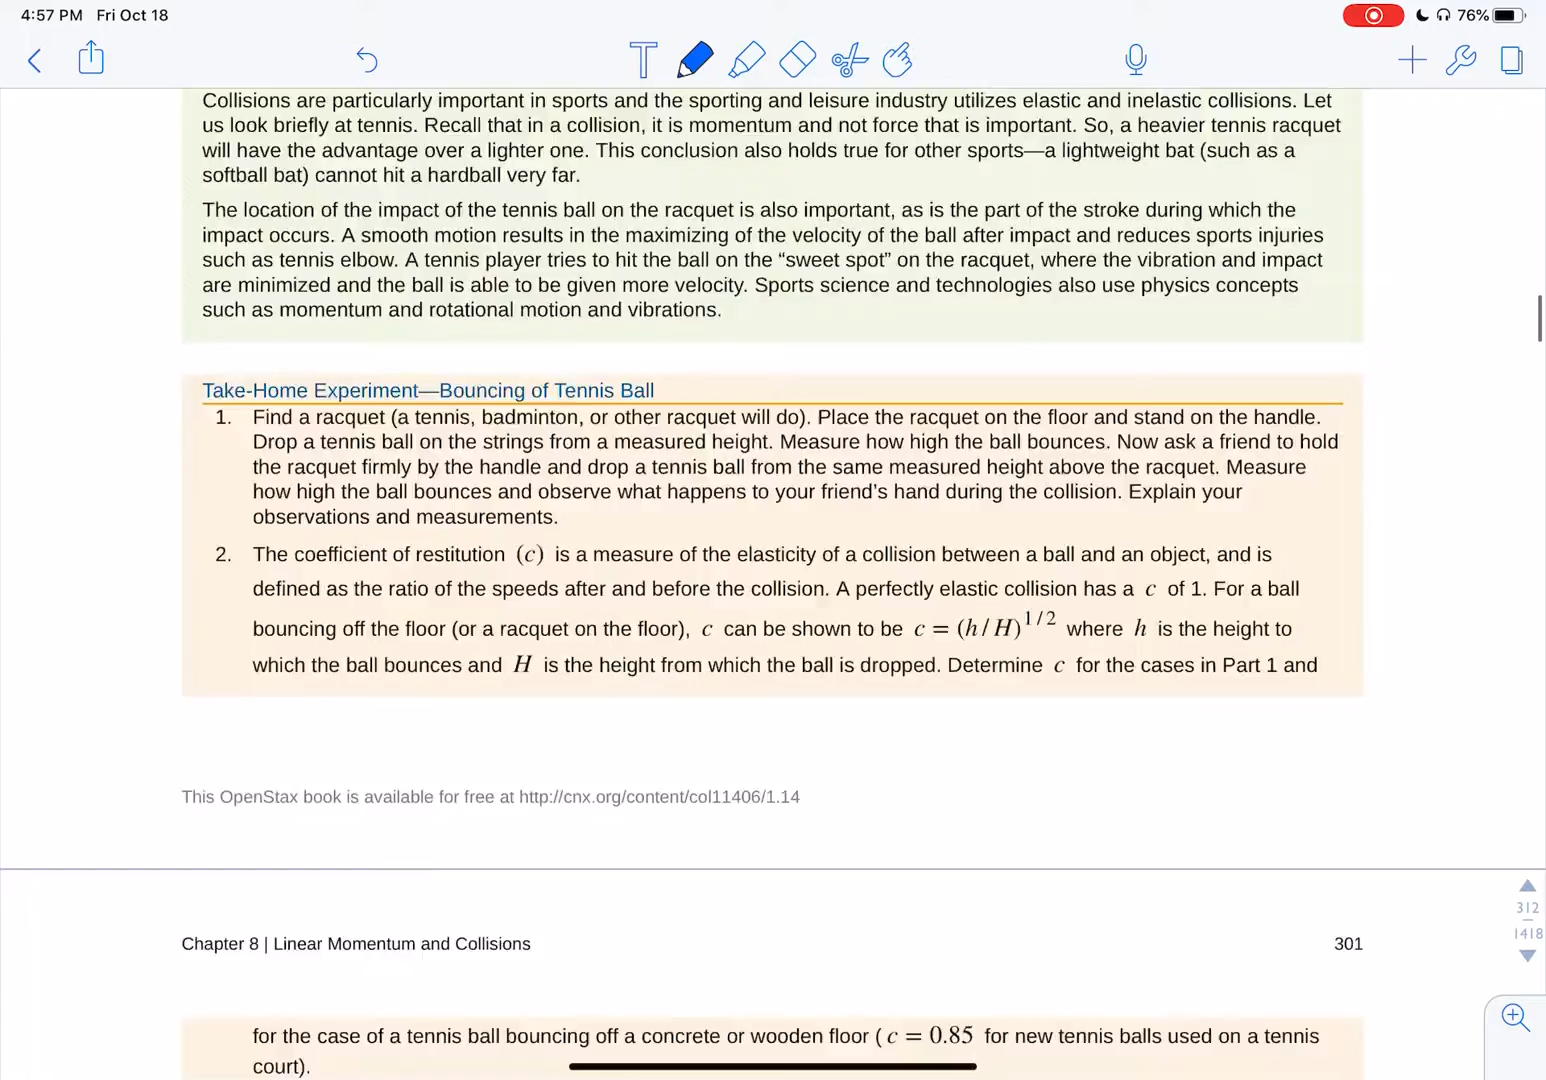 4:57 PM Fri Oct 18
76%
Collisions are particularly important in sports and the sporting and leisure industry utilizes elastic and inelastic collisions. Let
us look briefly at tennis. Recall that in a collision, it is momentum and not force that is important. So, a heavier tennis racquet
will have the advantage over a lighter one. This conclusion also holds true for other sports—a lightweight bat (such as a
softball bat) cannot hit a hardball very far.
The location of the impact of the tennis ball on the racquet is also important, as is the part of the stroke during which the
impact occurs. A smooth motion results in the maximizing of the velocity of the ball after impact and reduces sports injuries
such as tennis elbow. A tennis player tries to hit the ball on the “sweet spot” on the racquet, where the vibration and impact
are minimized and the ball is able to be given more velocity. Sports science and technologies also use physics concepts
such as momentum and rotational motion and vibrations.
Take-Home Experiment—Bouncing of Tennis Ball
1. Find a racquet (a tennis, badminton, or other racquet will do). Place the racquet on the floor and stand on the handle.
Drop a tennis ball on the strings from a measured height. Measure how high the ball bounces. Now ask a friend to hold
the racquet firmly by the handle and drop a tennis ball from the same measured height above the racquet. Measure
how high the ball bounces and observe what happens to your friend’s hand during the collision. Explain your
observations and measurements.
2. The coefficient of restitution (c) is a measure of the elasticity of a collision between a ball and an object, and is
defined as the ratio of the speeds after and before the collision. A perfectly elastic collision has a c of 1. For a ball
bouncing off the floor (or a racquet on the floor), c can be shown to be c = (h/H)^1/2 where h is the height to
which the ball bounces and H is the height from which the ball is dropped. Determine c for the cases in Part 1 and
This OpenStax book is available for free at http://cnx.org/content/col11406/1.14
312
1418
Chapter 8 | Linear Momentum and Collisions 301
for the case of a tennis ball bouncing off a concrete or wooden floor (c = 0.85 for new tennis balls used on a tennis
court).